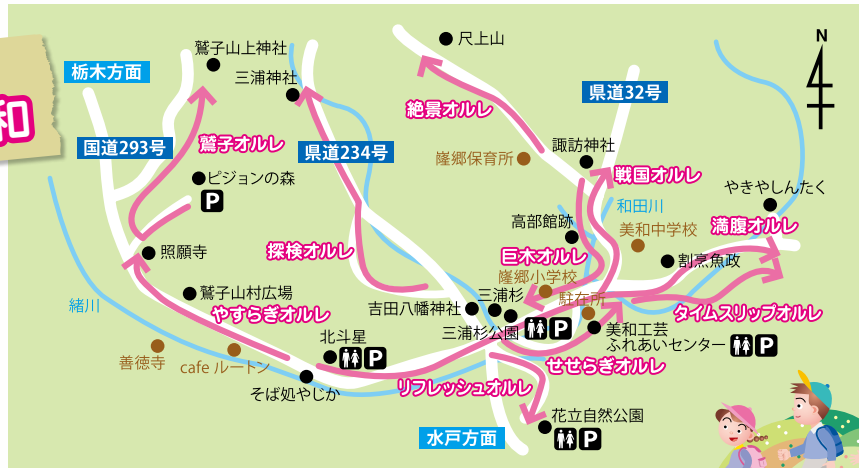 尺上山
N
鷲子山上神社
栃木方面
三浦神社
県道32号
絶景オルレ
和
国道293号
鷲子オルレ
県道234号
諏訪神社
嶐郷保育所
戦国オルレ
ピジョンの森
P
やきやしんたく
和田川
高部館跡
美和中学校
満腹オルレ
照願寺
探検オルレ
巨木オルレ
割烹魚政
嶐郷小学校
緒川
鷲子山村広場
三浦杉
駐在所
やすらぎオルレ
吉田八幡神社
タイムスリップオルレ
北斗星
三浦杉公園
P
美和工芸
ふれあいセンター
P
善徳寺
cafe ルートン
P
せせらぎオルレ
そば処やじか
リフレッシュオルレ
花立自然公園
P
水戸方面